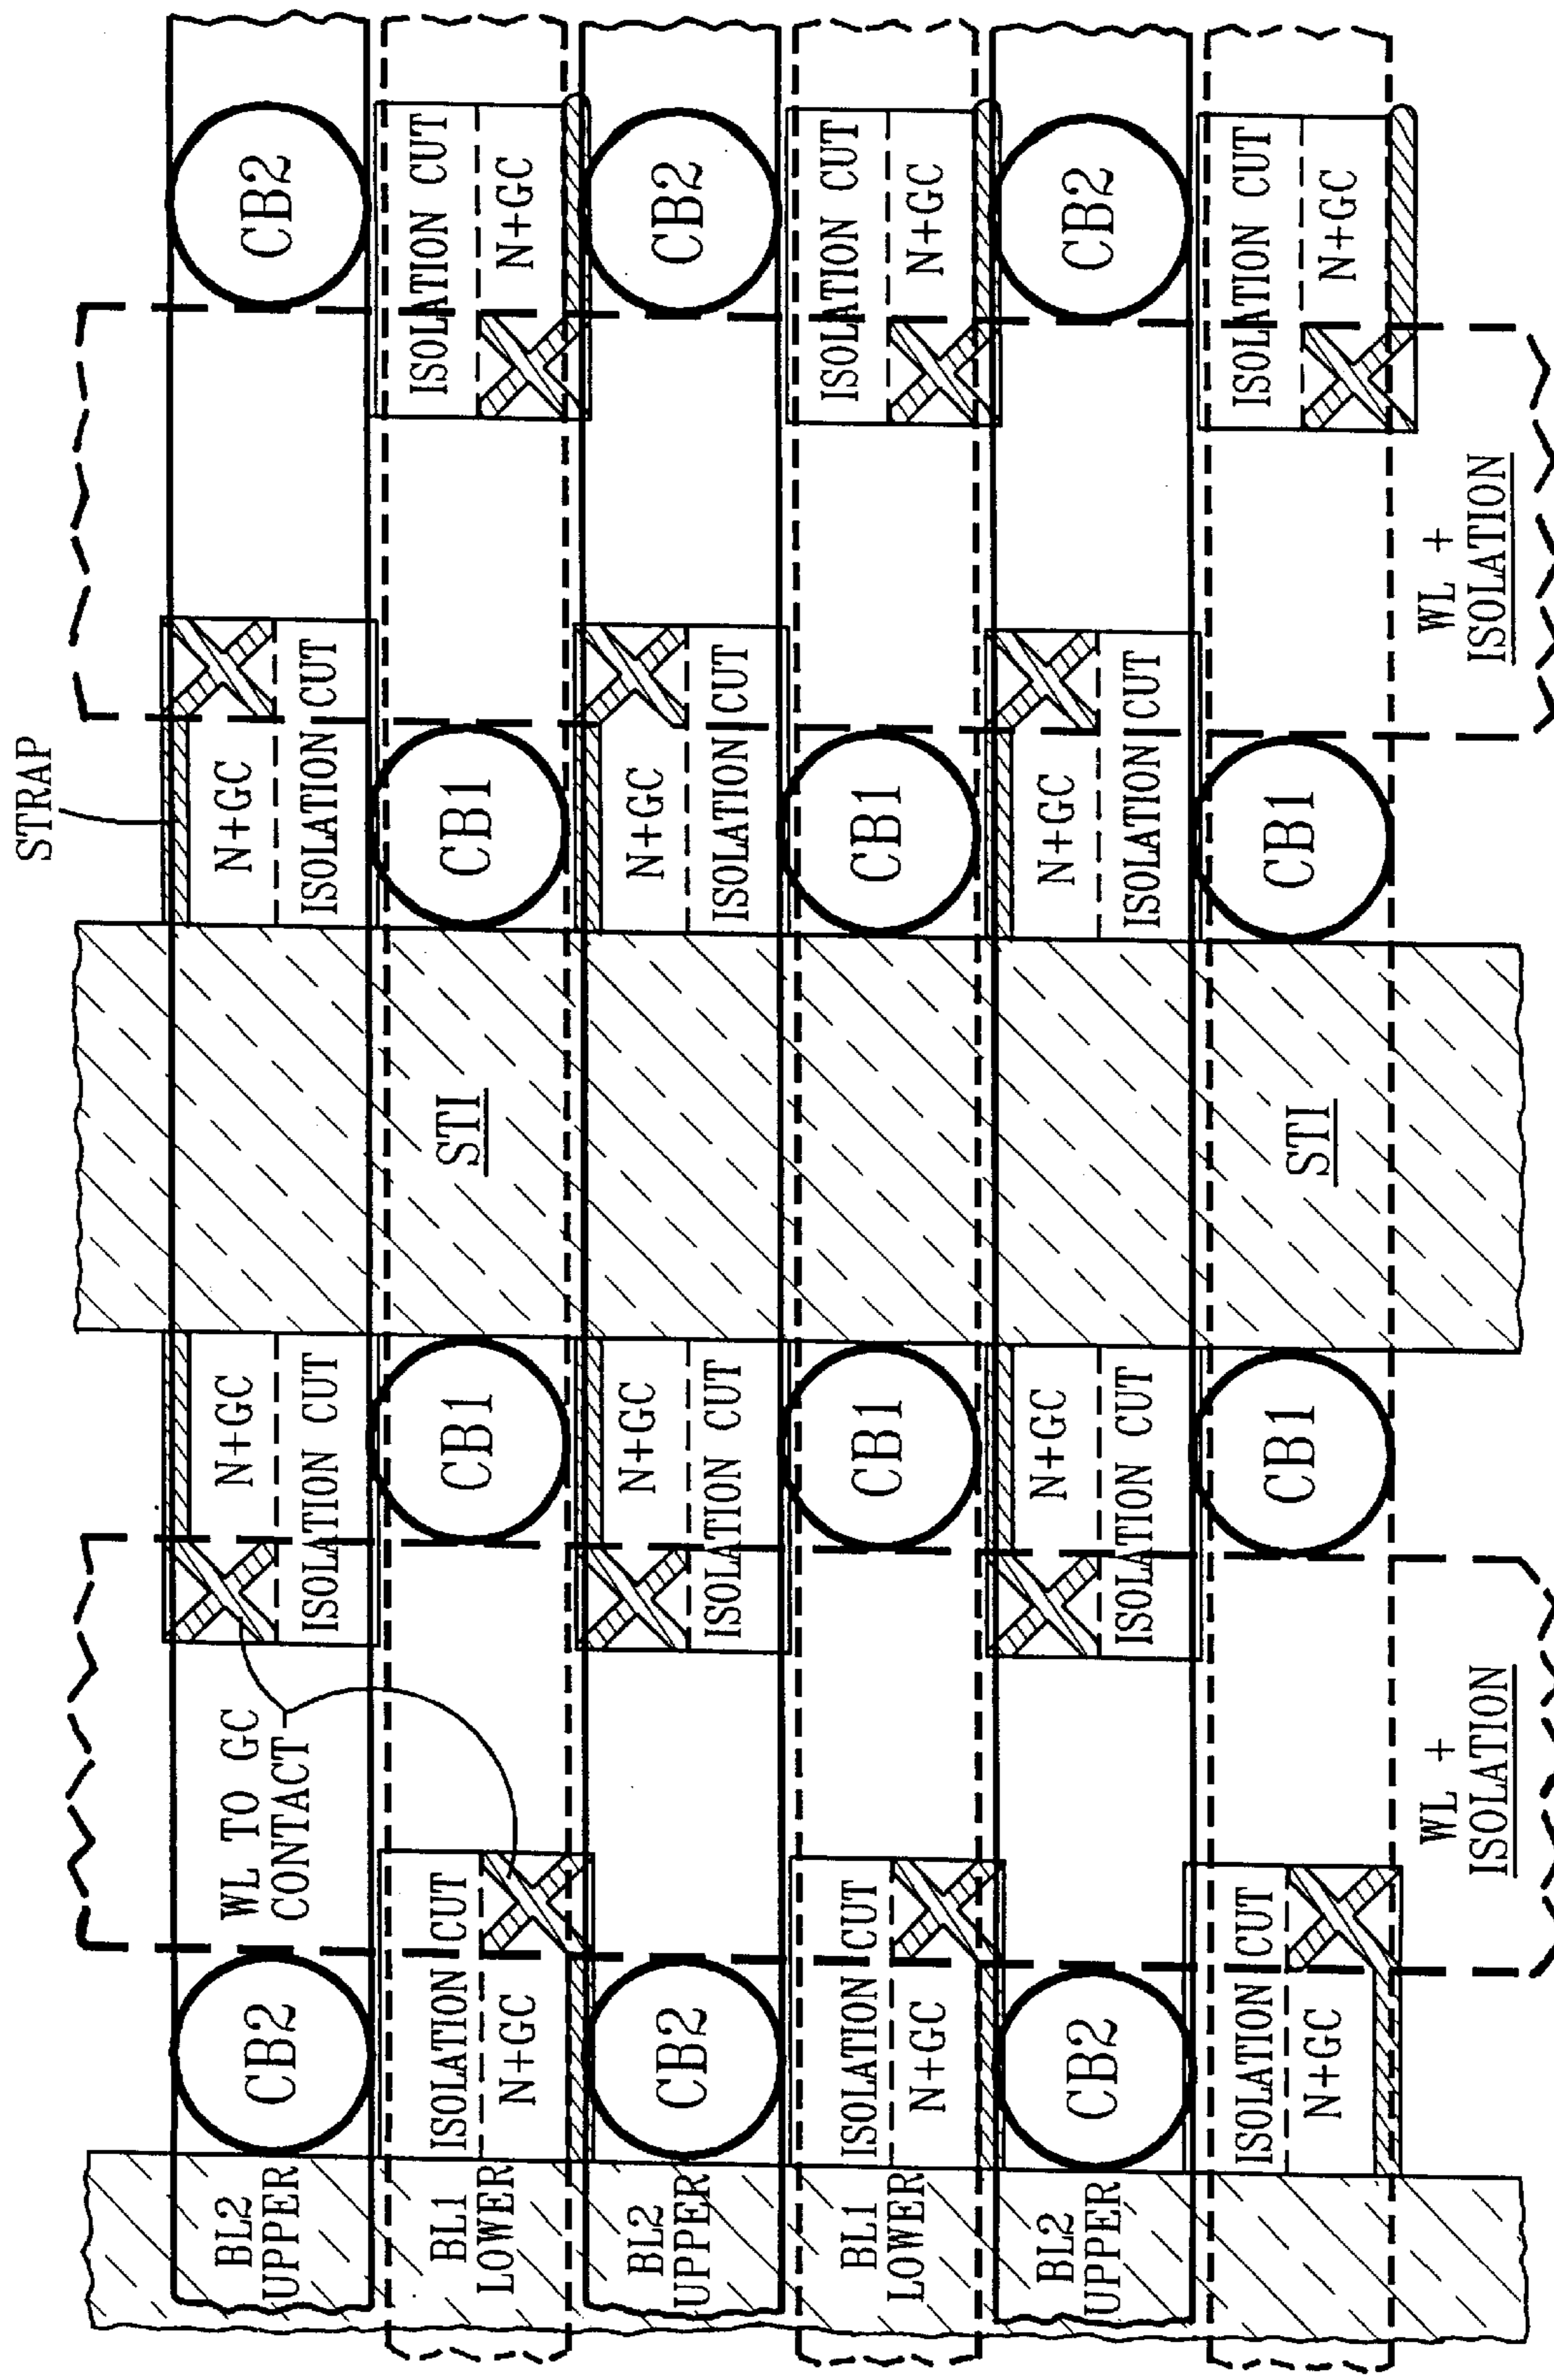 STRAP
BL2
UPPER
CB2
WL TO GC
CONTACT
N+GC
ISOLATION CUT
N+GC
ISOLATION CUT
CB2
BL1
LOWER
ISOLATION CUT
N+GC
CB1
STI
CB1
ISOLATION CUT
N+GC
BL2
UPPER
CB2
N+GC
ISOLATION CUT
N+GC
ISOLATION CUT
CB2
BL1
LOWER
ISOLATION CUT
N+GC
CB1
CB1
ISOLATION CUT
N+GC
BL2
UPPER
CB2
N+GC
ISOLATION CUT
N+GC
ISOLATION CUT
CB2
ISOLATION CUT
N+GC
CB1
STI
CB1
ISOLATION CUT
N+GC
WL +
ISOLATION
WL +
ISOLATION